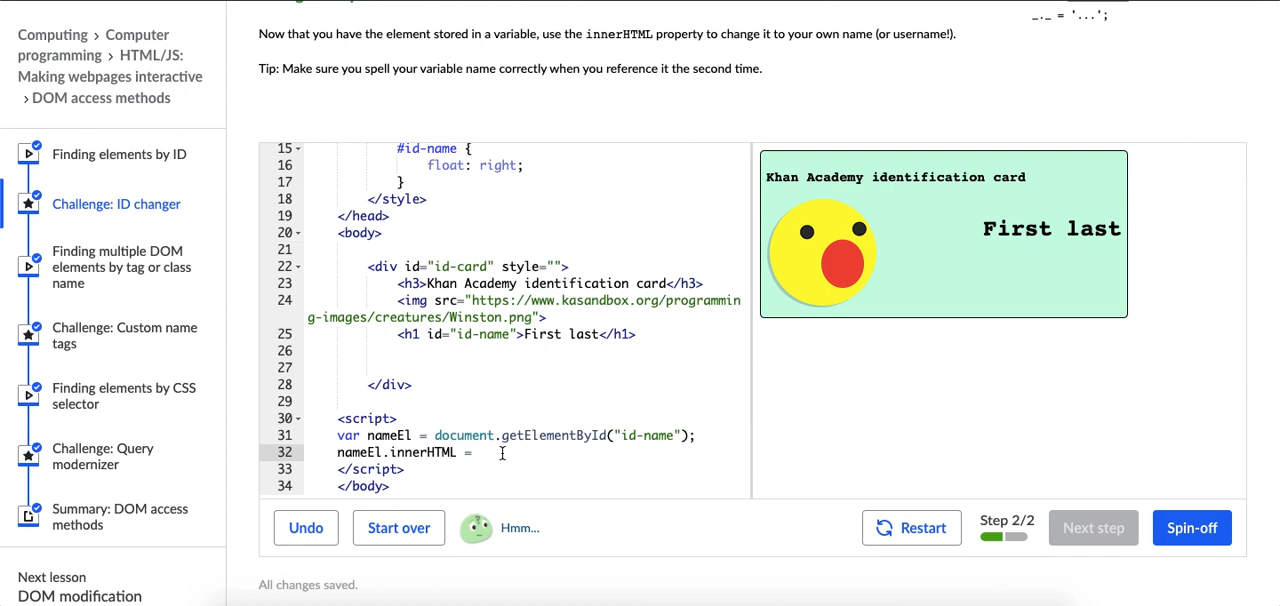 Computing › Computer
programming › HTML/JS:
Making webpages interactive
› DOM access methods
Finding elements by ID
Challenge: ID changer
Finding multiple DOM
elements by tag or class
name
Challenge: Custom name
tags
Finding elements by CSS
selector
Challenge: Query
modernizer
Summary: DOM access
methods
Next lesson
DOM modification
_._ = '...';
Now that you have the element stored in a variable, use the innerHTML property to change it to your own name (or username!).
Tip: Make sure you spell your variable name correctly when you reference it the second time.
15 #id-name {
16 float: right;
17 }
18 </style>
19 </head>
20 <body>
21
22 <div id="id-card" style="">
23 <h3>Khan Academy identification card</h3>
24 <img src="https://www.kasandbox.org/programmin
g-images/creatures/Winston.png">
25 <h1 id="id-name">First last</h1>
26
27
28 </div>
29
30 <script>
31 var nameEl = document.getElementById("id-name");
32 nameEl.innerHTML =
33 </script>
34 </body>
Khan Academy identification card
First last
Undo
Start over
Hmm...
Restart
Step 2/2
Next step
Spin-off
All changes saved.